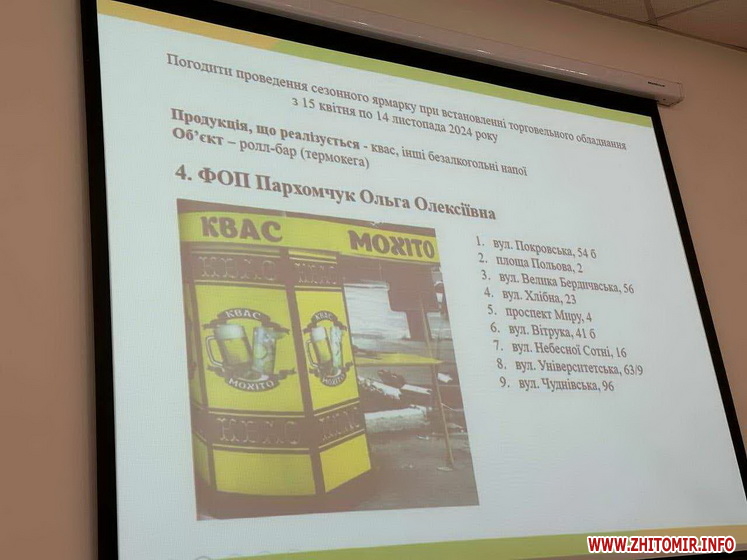 Погодити проведення сезонного ярмарку при встановленні торговельного обладнання
з 15 квітня по 14 листопада 2024 року
Продукція, що реалізується - квас, інші безалкогольні напої
Об'єкт – ролл-бар (термокега)
4. ФОП Пархомчук Ольга Олексіївна
КВАС
МОХІТО
КВАС
МОХІТО
КВАС
МОХІТО
1. вул. Покровська, 54 б
2. площа Польова, 2
3. вул. Велика Бердичівська, 56
4. вул. Хлібна, 23
5. проспект Миру, 4
6. вул. Вітрука, 41 б
7. вул. Небесної Сотні, 16
8. вул. Університетська, 63/9
9. вул. Чуднівська, 96
WWW.ZHITOMIR.INFO